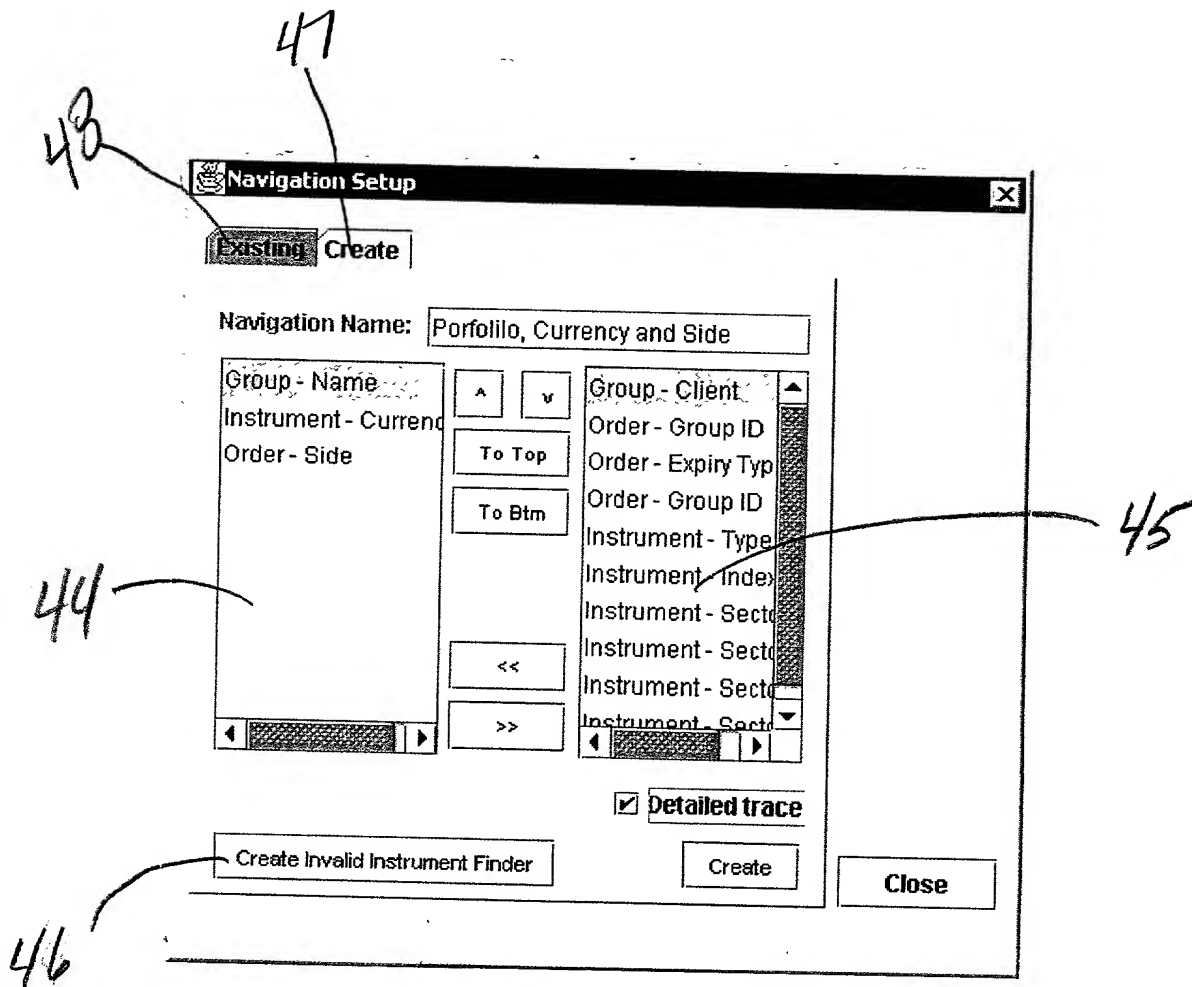 47
48
Navigation Setup
Existing Create
Navigation Name: Porfolilo, Currency and Side
Group - Name
Instrument - Currenc
Order - Side
^ v
To Top
To Btm
<<
>>
Group - Client
Order - Group ID
Order - Expiry Typ
Order - Group ID
Instrument - Type
Instrument - Index
Instrument - Secto
Instrument - Secto
Instrument - Secto
Instrument - Secto
44
45
Detailed trace
Create Invalid Instrument Finder
Create
Close
46